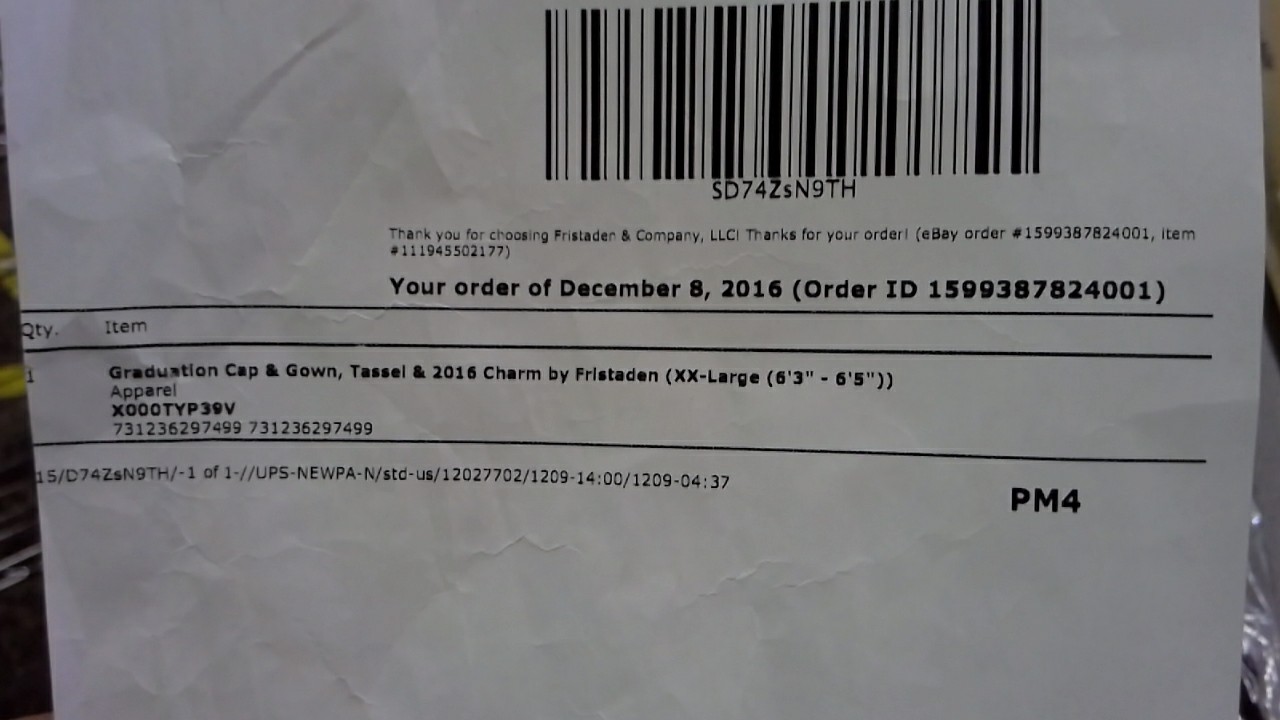 SD74ZsN9TH
Thank you for choosing Fristaden & Company, LLC! Thanks for your order! (eBay order #1599387824001, item
#111945502177)
Your order of December 8, 2016 (Order ID 1599387824001)
Qty. Item
1 Graduation Cap & Gown, Tassel & 2016 Charm by Fristaden (XX-Large (6'3" - 6'5"))
Apparel
X000TYP39V
731236297499 731236297499
15/D74ZsN9TH/-1 of 1-//UPS-NEWPA-N/std-us/12027702/1209-14:00/1209-04:37
PM4